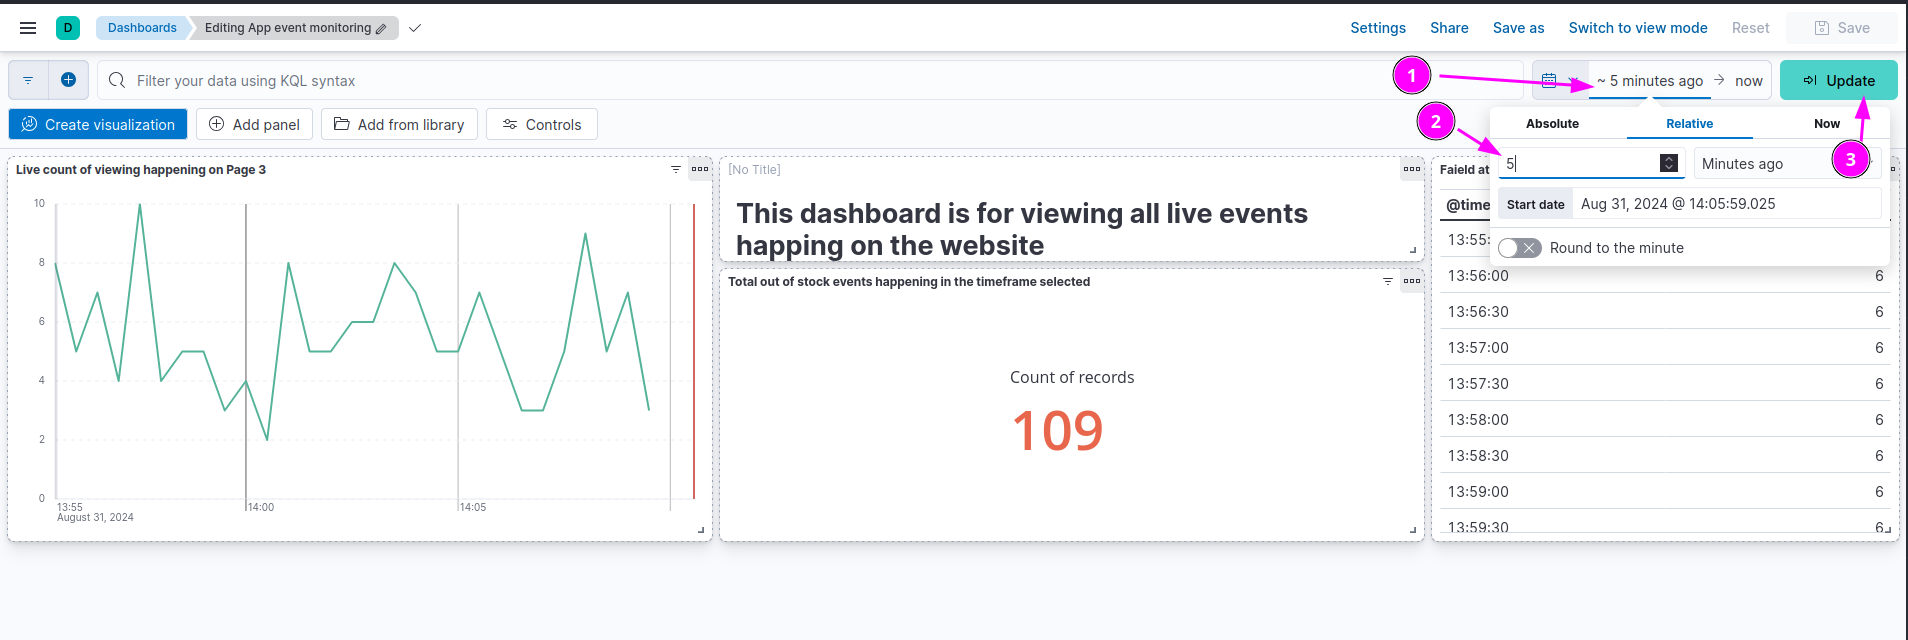 D Dashboards Editing App event monitoring Settings Share Save as Switch to view mode Reset Save
Filter your data using KQL syntax 1 ~ 5 minutes ago → now Update
Create visualization Add panel Add from library Controls 2
Absolute Relative Now
5 Minutes ago 3
Start date Aug 31, 2024 @ 14:05:59.025
Round to the minute
Live count of viewing happening on Page 3
10
8
6
4
2
0
13:55 14:00 14:05
August 31, 2024
[No Title]
This dashboard is for viewing all live events
happing on the website
Total out of stock events happening in the timeframe selected
Count of records
109
Faield at
@time
13:55:
13:56:00 6
13:56:30 6
13:57:00 6
13:57:30 6
13:58:00 6
13:58:30 6
13:59:00 6
13:59:30 6